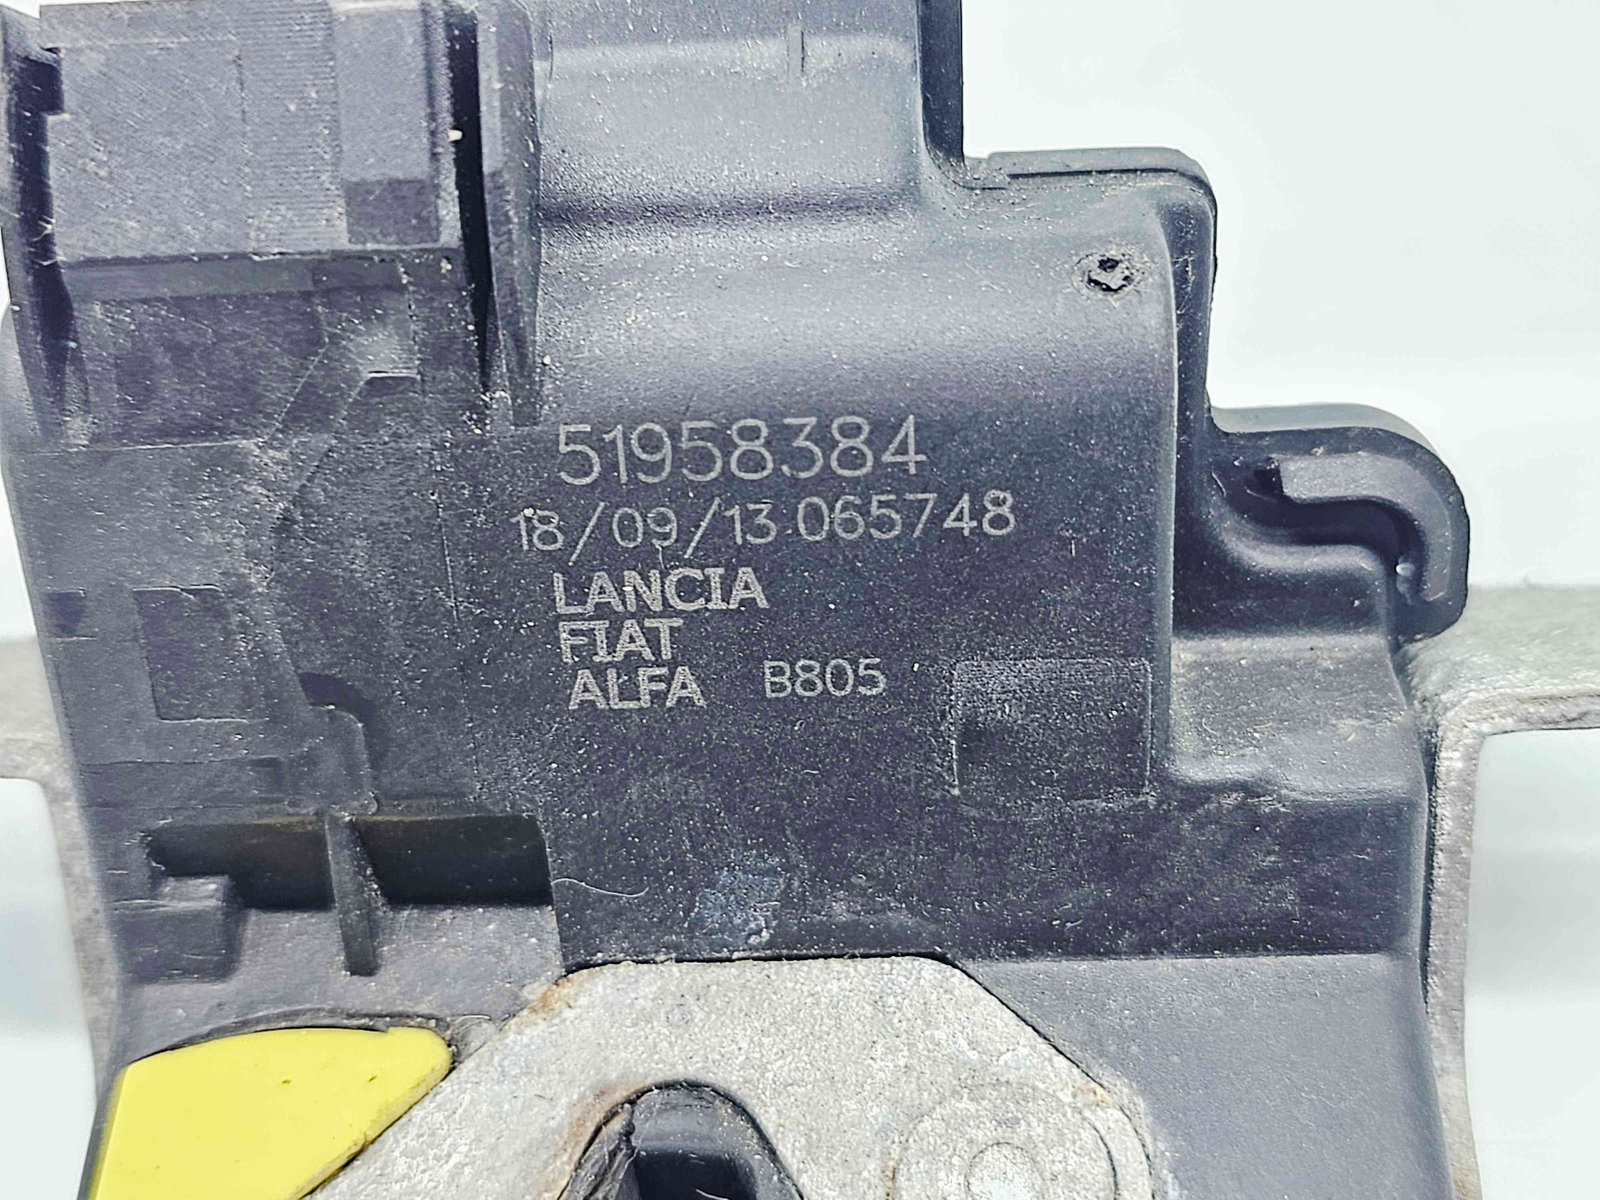 51958384
18/09/13 065748
LANCIA
FIAT
ALFA B805